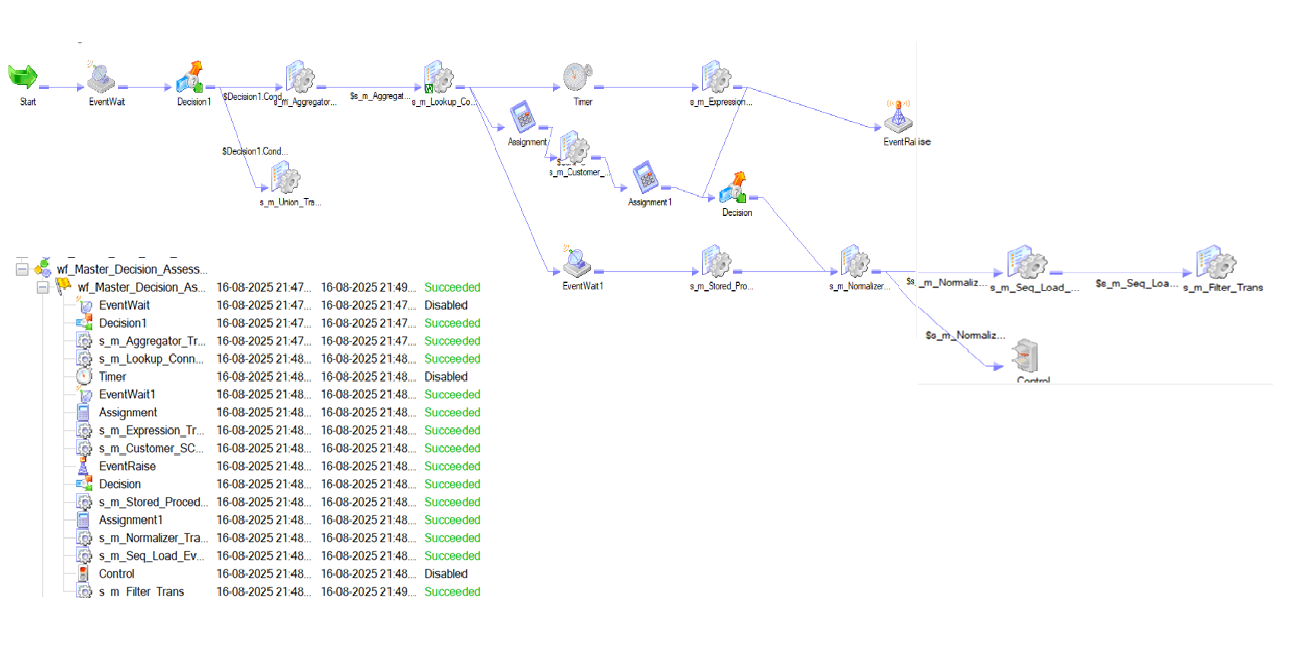 Start
EventWait
Decision1
$Decision1.Cond
s_m_Aggregator...
$s_m_Aggregat...
s_m_Lookup_Co...
Timer
s_m_Expression...
EventRaise
Assignment
s_m_Customer_...
Assignment1
Decision
$Decision1.Cond...
s_m_Union_Tra...
EventWait1
s_m_Stored_Pro...
s_m_Normalizer...
$s_m_Normaliz...
s_m_Seq_Load_...
$s_m_Seq_Loa...
s_m_Filter_Trans
$s_m_Normaliz...
Control
wf_Master_Decision_Assess...
wf_Master_Decision_As... 16-08-2025 21:47... 16-08-2025 21:49... Succeeded
EventWait 16-08-2025 21:47... 16-08-2025 21:47... Disabled
Decision1 16-08-2025 21:47... 16-08-2025 21:47... Succeeded
s_m_Aggregator_Tr... 16-08-2025 21:47... 16-08-2025 21:47... Succeeded
s_m_Lookup_Conn... 16-08-2025 21:48... 16-08-2025 21:48... Succeeded
Timer 16-08-2025 21:48... 16-08-2025 21:48... Disabled
EventWait1 16-08-2025 21:48... 16-08-2025 21:48... Succeeded
Assignment 16-08-2025 21:48... 16-08-2025 21:48... Succeeded
s_m_Expression_Tr... 16-08-2025 21:48... 16-08-2025 21:48... Succeeded
s_m_Customer_SC... 16-08-2025 21:48... 16-08-2025 21:48... Succeeded
EventRaise 16-08-2025 21:48... 16-08-2025 21:48... Succeeded
Decision 16-08-2025 21:48... 16-08-2025 21:48... Succeeded
s_m_Stored_Proced... 16-08-2025 21:48... 16-08-2025 21:48... Succeeded
Assignment1 16-08-2025 21:48... 16-08-2025 21:48... Succeeded
s_m_Normalizer_Tra... 16-08-2025 21:48... 16-08-2025 21:48... Succeeded
s_m_Seq_Load_Ev... 16-08-2025 21:48... 16-08-2025 21:48... Succeeded
Control 16-08-2025 21:48... 16-08-2025 21:48... Disabled
s_m_Filter_Trans 16-08-2025 21:48... 16-08-2025 21:49... Succeeded